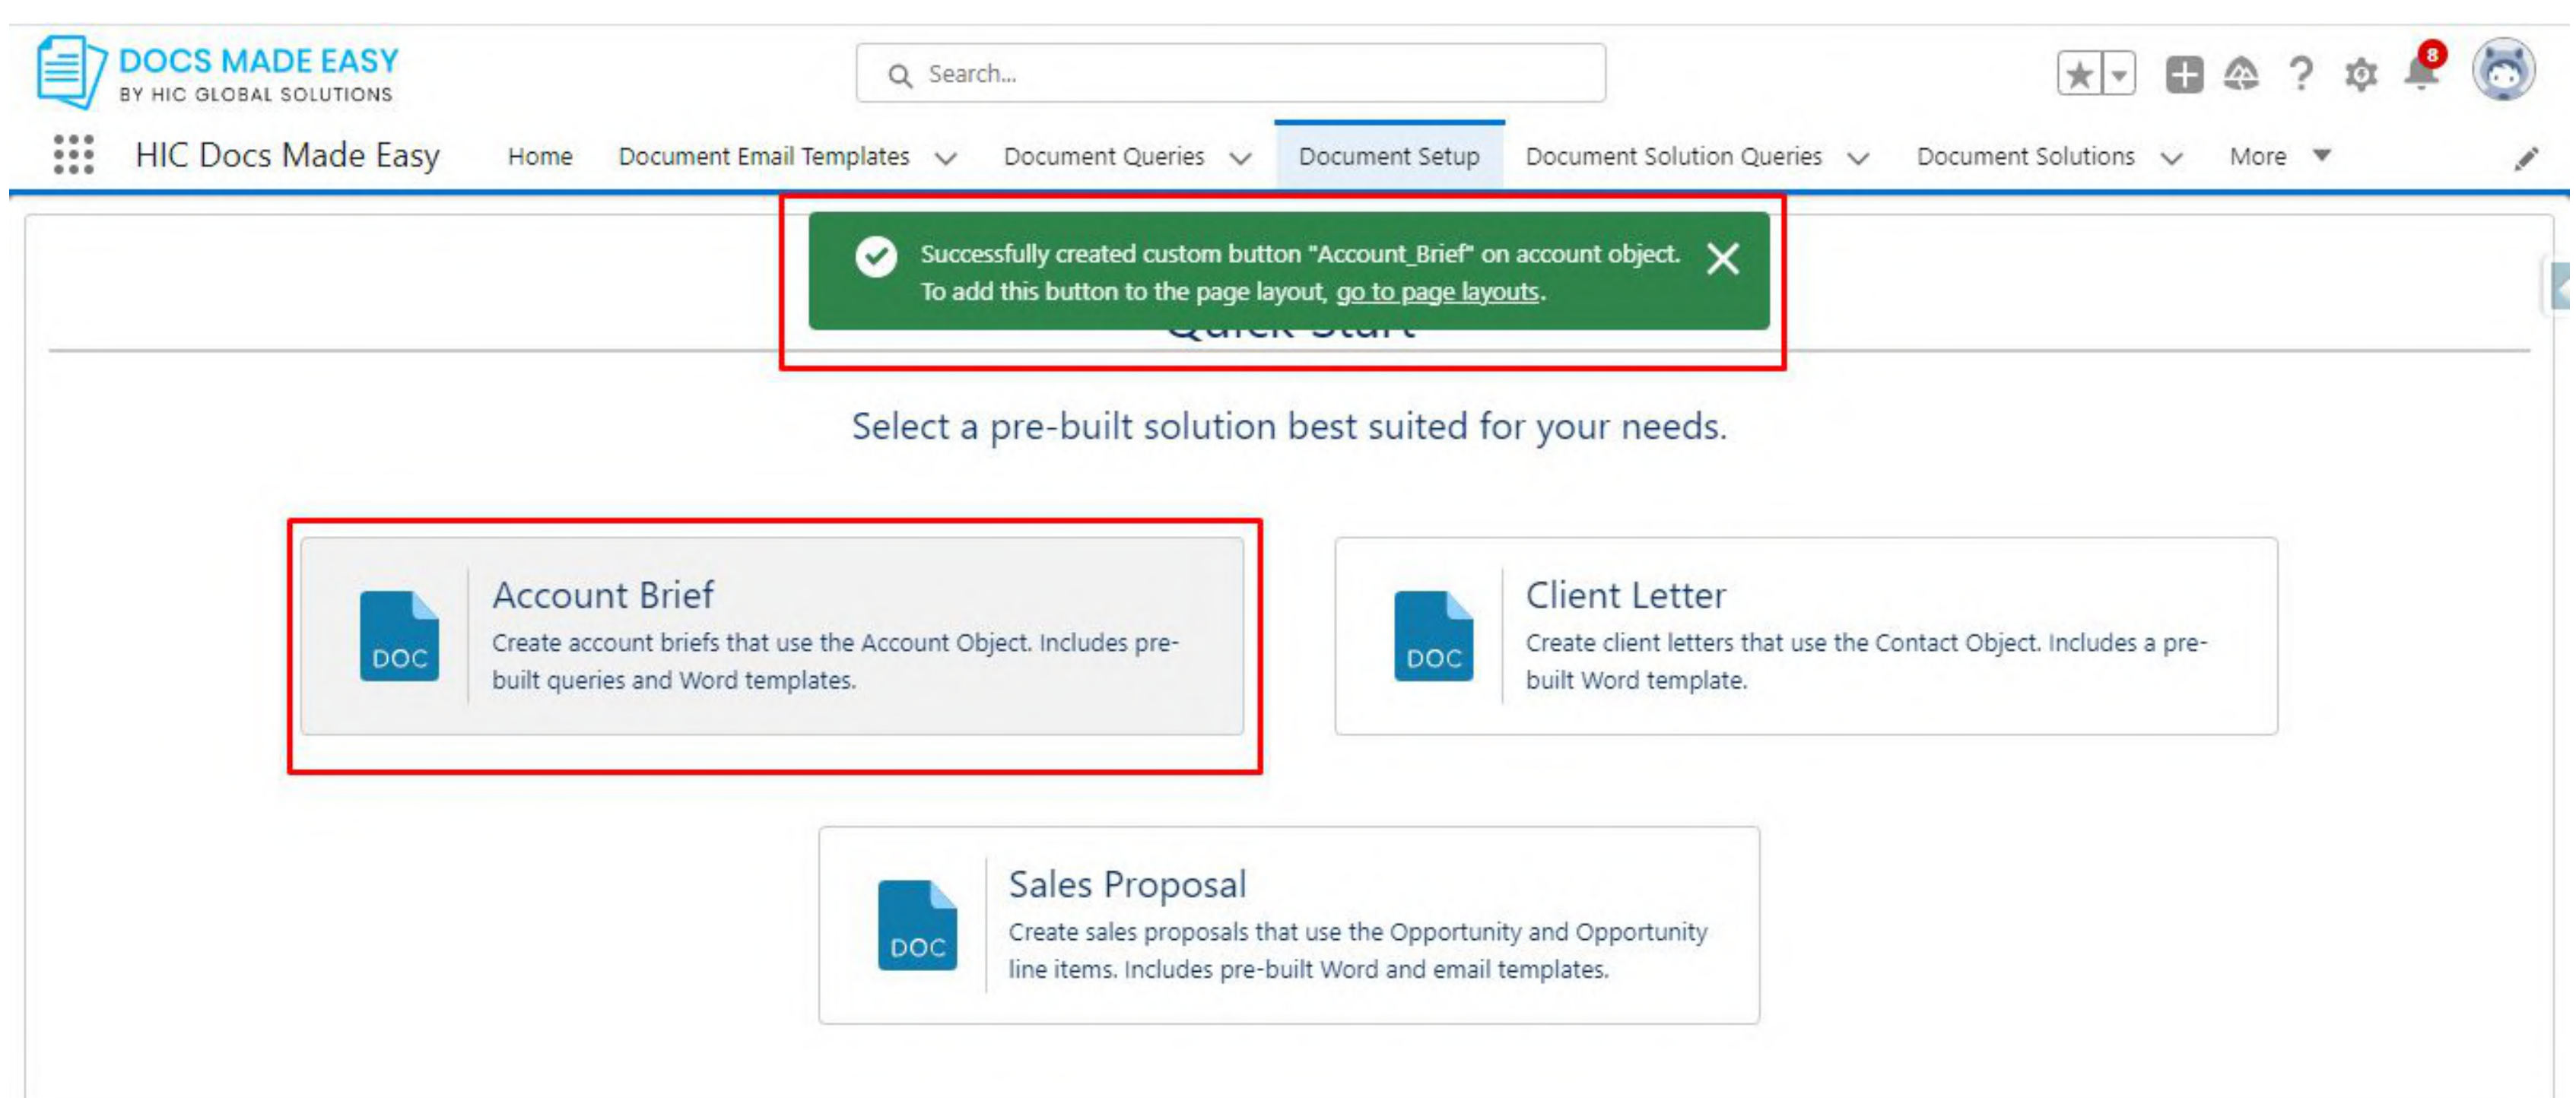 DOCS MADE EASY
BY HIC GLOBAL SOLUTIONS
Search...
8
HIC Docs Made Easy Home Document Email Templates Document Queries Document Setup Document Solution Queries Document Solutions More
Successfully created custom button "Account_Brief" on account object.
To add this button to the page layout, go to page layouts.
Quick Start
Select a pre-built solution best suited for your needs.
DOC
Account Brief
Create account briefs that use the Account Object. Includes pre-
built queries and Word templates.
DOC
Client Letter
Create client letters that use the Contact Object. Includes a pre-
built Word template.
DOC
Sales Proposal
Create sales proposals that use the Opportunity and Opportunity
line items. Includes pre-built Word and email templates.